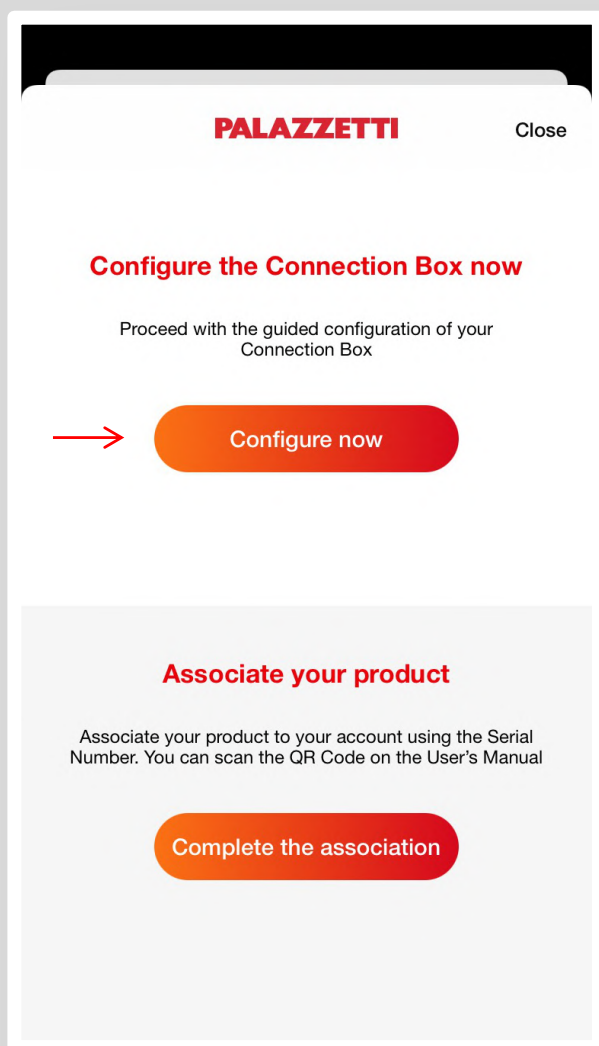 PALAZZETTI
Close
Configure the Connection Box now
Proceed with the guided configuration of your
Connection Box
Configure now
Associate your product
Associate your product to your account using the Serial
Number. You can scan the QR Code on the User’s Manual
Complete the association